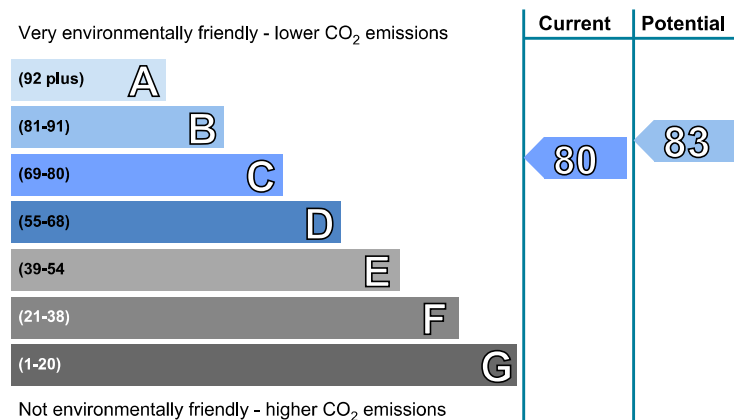 Very environmentally friendly - lower CO₂ emissions
Current
Potential
(92 plus) A
(81-91) B
(69-80) C
(55-68) D
(39-54 E
(21-38) F
(1-20) G
80
83
Not environmentally friendly - higher CO₂ emissions